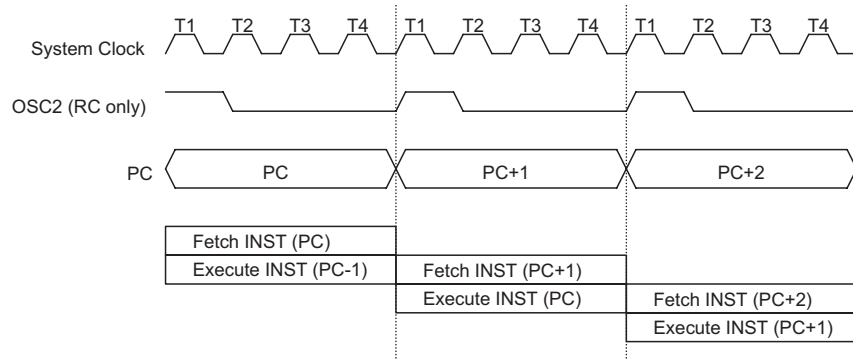 T1 T2 T3 T4 T1 T2 T3 T4 T1 T2 T3 T4
System Clock
OSC2 (RC only)
PC PC PC+1 PC+2
Fetch INST (PC)
Execute INST (PC-1) Fetch INST (PC+1)
Execute INST (PC) Fetch INST (PC+2)
Execute INST (PC+1)